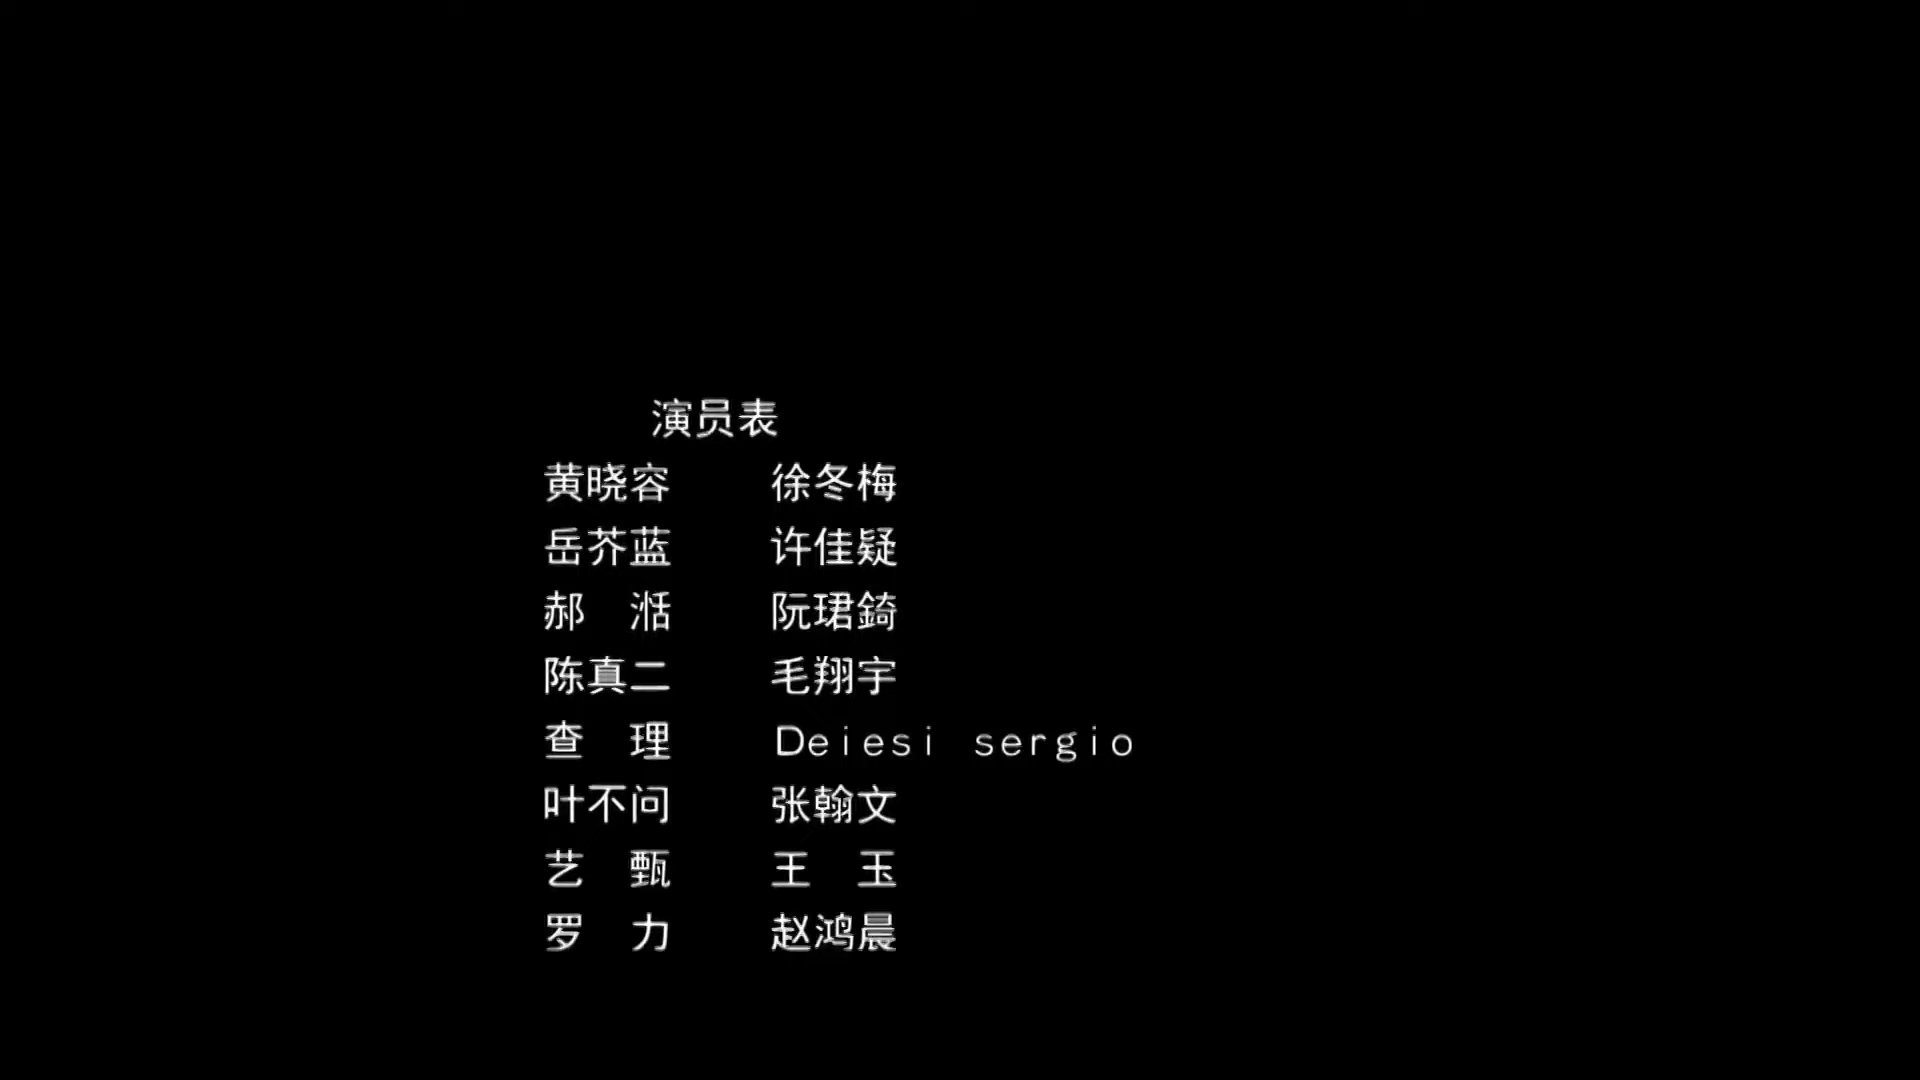 演员表
黄晓容 徐冬梅
岳芥蓝 许佳疑
郝 湉 阮珺錡
陈真二 毛翔宇
查 理 Deiesi sergio
叶不问 张翰文
艺 甄 王 玉
罗 力 赵鸿晨